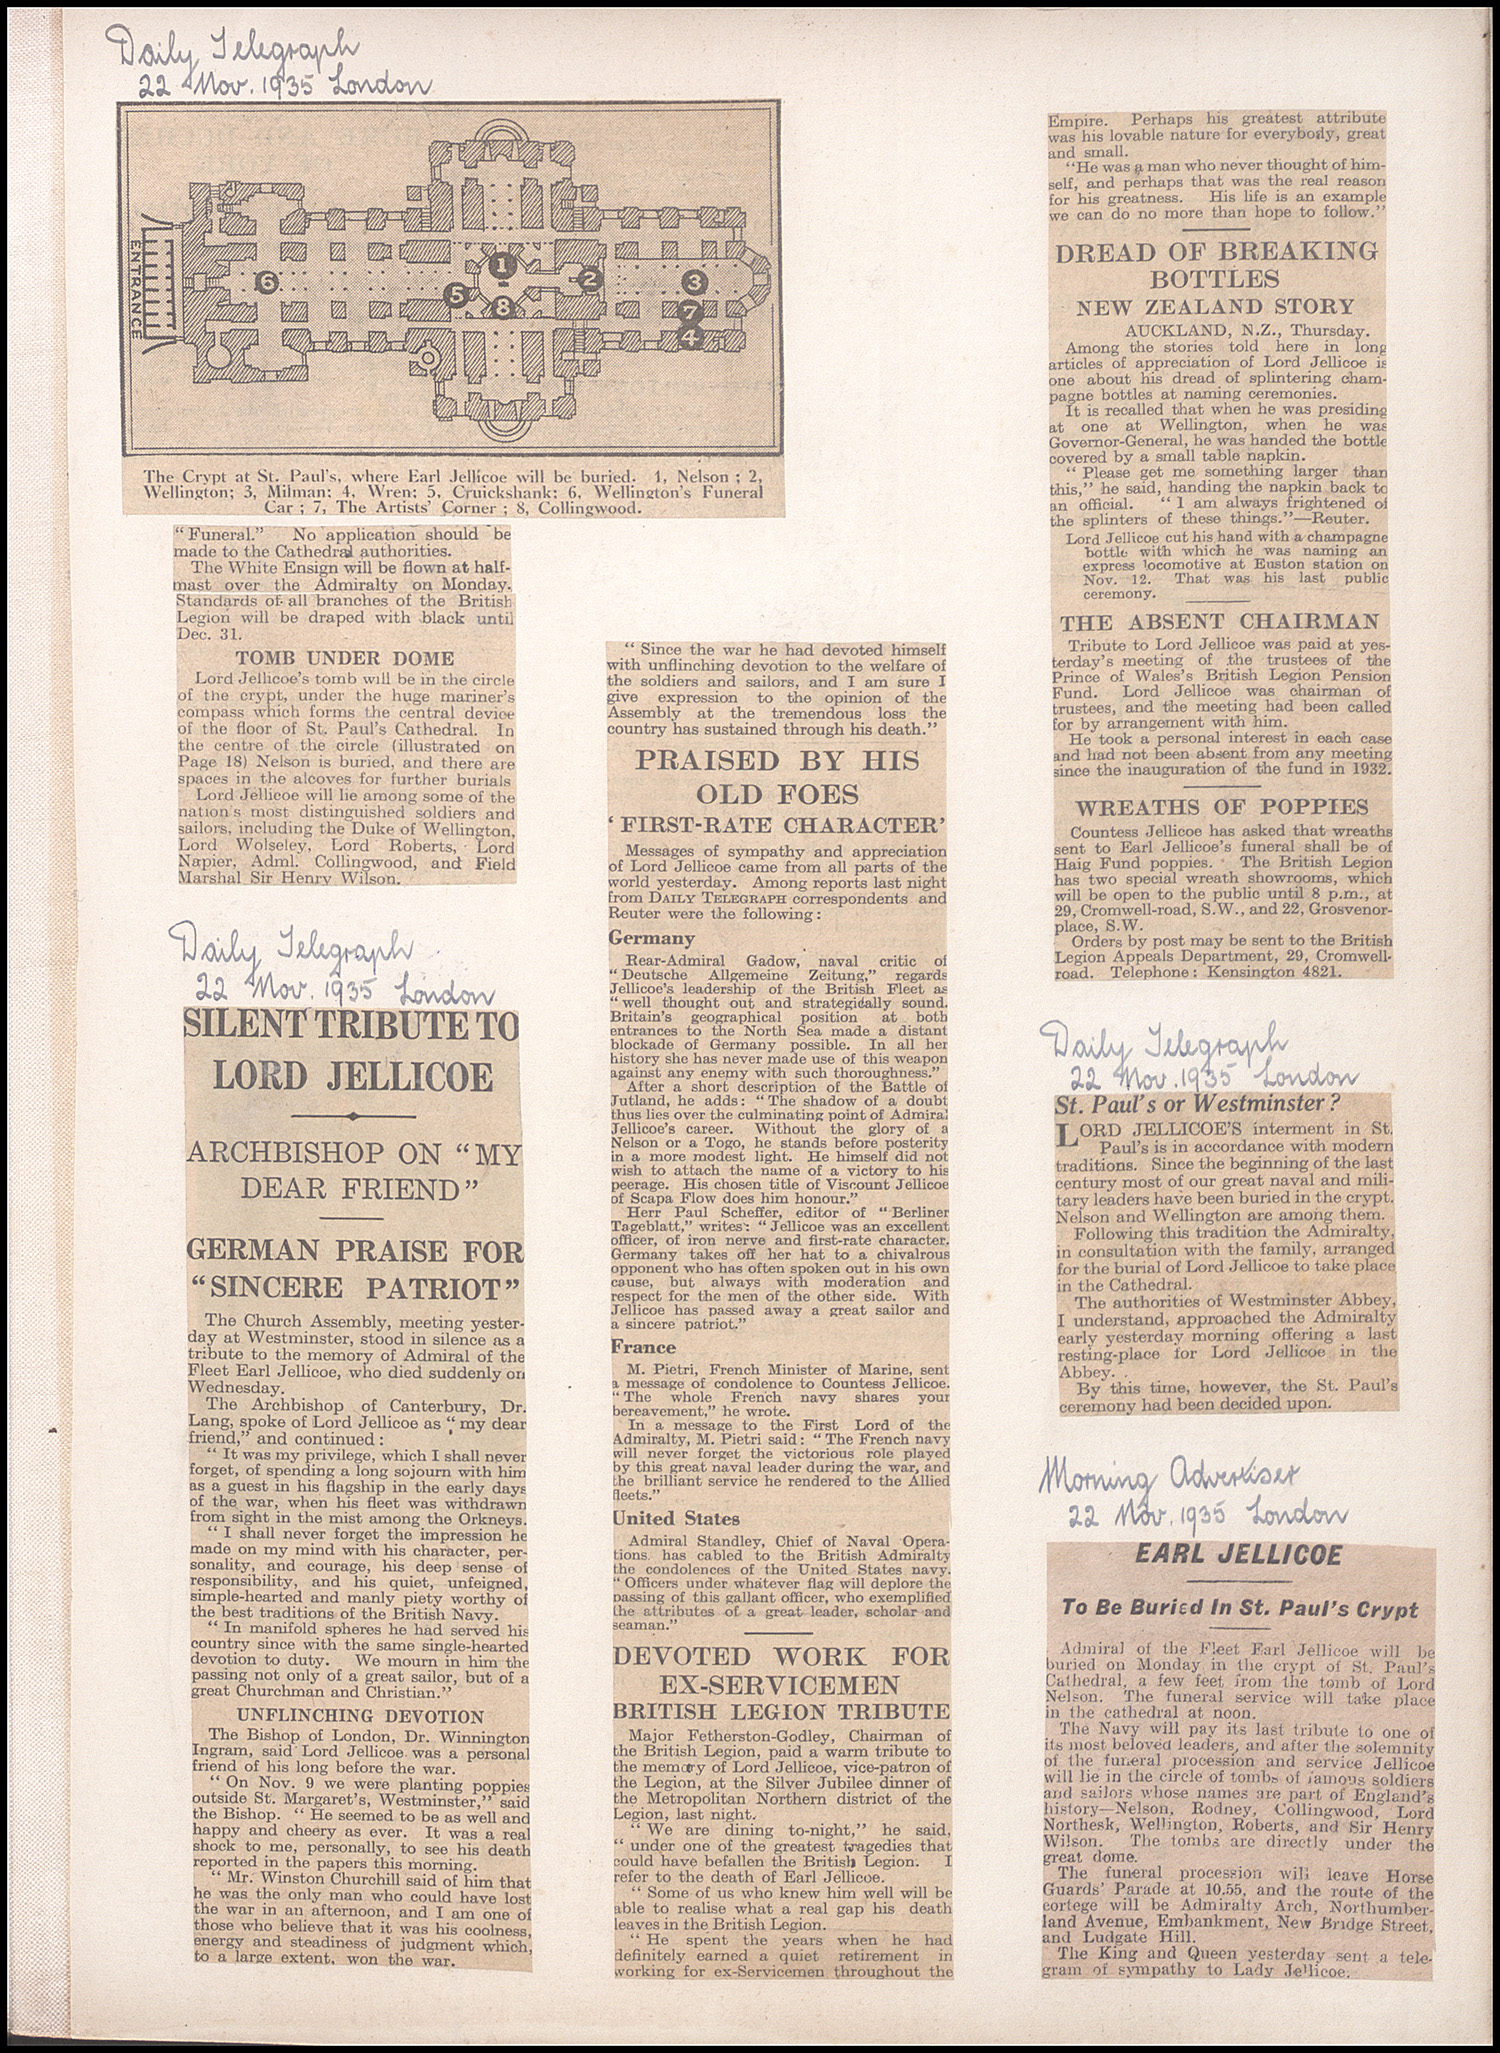 Daily Telegraph
22 Nov. 1935 London
ENTRANCE
1
2
3
4
5
6
7
8
The Crypt at St. Paul's, where Earl Jellicoe will be buried. 1, Nelson ; 2,
Wellington; 3, Milman; 4, Wren; 5, Cruickshank; 6, Wellington's Funeral
Car ; 7, The Artists' Corner ; 8, Collingwood.
"Funeral." No application should be
made to the Cathedral authorities.
The White Ensign will be flown at half-
mast over the Admiralty on Monday.
Standards of all branches of the British
Legion will be draped with black until
Dec. 31.
TOMB UNDER DOME
Lord Jellicoe's tomb will be in the circle
of the crypt, under the huge mariner's
compass which forms the central device
of the floor of St. Paul's Cathedral. In
the centre of the circle (illustrated on
Page 18) Nelson is buried, and there are
spaces in the alcoves for further burials
Lord Jellicoe will lie among some of the
nation's most distinguished soldiers and
sailors, including the Duke of Wellington,
Lord Wolseley, Lord Roberts, Lord
Napier, Adml. Collingwood, and Field
Marshal Sir Henry Wilson.
Daily Telegraph
22 Nov. 1935 London
SILENT TRIBUTE TO
LORD JELLICOE
ARCHBISHOP ON "MY
DEAR FRIEND"
GERMAN PRAISE FOR
"SINCERE PATRIOT"
The Church Assembly, meeting yester-
day at Westminster, stood in silence as a
tribute to the memory of Admiral of the
Fleet Earl Jellicoe, who died suddenly on
Wednesday.
The Archbishop of Canterbury, Dr.
Lang, spoke of Lord Jellicoe as "my dear
friend," and continued :
"It was my privilege, which I shall never
forget, of spending a long sojourn with him
as a guest in his flagship in the early days
of the war, when his fleet was withdrawn
from sight in the mist among the Orkneys.
"I shall never forget the impression he
made on my mind with his character, per-
sonality, and courage, his deep sense of
responsibility, and his quiet, unfeigned,
simple-hearted and manly piety worthy of
the best traditions of the British Navy.
"In manifold spheres he had served his
country since with the same single-hearted
devotion to duty. We mourn in him the
passing not only of a great sailor, but of a
great Churchman and Christian."
UNFLINCHING DEVOTION
The Bishop of London, Dr. Winnington
Ingram, said Lord Jellicoe was a personal
friend of his long before the war.
"On Nov. 9 we were planting poppies
outside St. Margaret's, Westminster," said
the Bishop. "He seemed to be as well and
happy and cheery as ever. It was a real
shock to me, personally, to see his death
reported in the papers this morning.
"Mr. Winston Churchill said of him that
he was the only man who could have lost
the war in an afternoon, and I am one of
those who believe that it was his coolness,
energy and steadiness of judgment which,
to a large extent, won the war.
"Since the war he had devoted himself
with unflinching devotion to the welfare of
the soldiers and sailors, and I am sure I
give expression to the opinion of the
Assembly at the tremendous loss the
country has sustained through his death."
PRAISED BY HIS
OLD FOES
'FIRST-RATE CHARACTER'
Messages of sympathy and appreciation
of Lord Jellicoe came from all parts of the
world yesterday. Among reports last night
from DAILY TELEGRAPH correspondents and
Reuter were the following :
Germany
Rear-Admiral Gadow, naval critic of
"Deutsche Allgemeine Zeitung," regards
Jellicoe's leadership of the British Fleet as
"well thought out and strategically sound.
Britain's geographical position at both
entrances to the North Sea made a distant
blockade of Germany possible. In all her
history she has never made use of this weapon
against any enemy with such thoroughness."
After a short description of the Battle of
Jutland, he adds: "The shadow of a doubt
thus lies over the culminating point of Admiral
Jellicoe's career. Without the glory of a
Nelson or a Togo, he stands before posterity
in a more modest light. He himself did not
wish to attach the name of a victory to his
peerage. His chosen title of Viscount Jellicoe
of Scapa Flow does him honour."
Herr Paul Scheffer, editor of "Berliner
Tageblatt," writes: "Jellicoe was an excellent
officer, of iron nerve and first-rate character.
Germany takes off her hat to a chivalrous
opponent who has often spoken out in his own
cause, but always with moderation and
respect for the men of the other side. With
Jellicoe has passed away a great sailor and
a sincere patriot."
France
M. Pietri, French Minister of Marine, sent
a message of condolence to Countess Jellicoe.
"The whole French navy shares your
bereavement," he wrote.
In a message to the First Lord of the
Admiralty, M. Pietri said: "The French navy
will never forget the victorious role played
by this great naval leader during the war, and
the brilliant service he rendered to the Allied
fleets."
United States
Admiral Standley, Chief of Naval Opera-
tions has cabled to the British Admiralty
the condolences of the United States navy.
"Officers under whatever flag will deplore the
passing of this gallant officer, who exemplified
the attributes of a great leader, scholar and
seaman."
DEVOTED WORK FOR
EX-SERVICEMEN
BRITISH LEGION TRIBUTE
Major Fetherston-Godley, Chairman of
the British Legion, paid a warm tribute to
the memory of Lord Jellicoe, vice-patron of
the Legion, at the Silver Jubilee dinner of
the Metropolitan Northern district of the
Legion, last night.
"We are dining to-night," he said,
"under one of the greatest tragedies that
could have befallen the British Legion. I
refer to the death of Earl Jellicoe.
"Some of us who knew him well will be
able to realise what a real gap his death
leaves in the British Legion.
"He spent the years when he had
definitely earned a quiet retirement in
working for ex-Servicemen throughout the
Empire. Perhaps his greatest attribute
was his lovable nature for everybody, great
and small.
"He was a man who never thought of him-
self, and perhaps that was the real reason
for his greatness. His life is an example
we can do no more than hope to follow."
DREAD OF BREAKING
BOTTLES
NEW ZEALAND STORY
AUCKLAND, N.Z., Thursday.
Among the stories told here in long
articles of appreciation of Lord Jellicoe is
one about his dread of splintering cham-
pagne bottles at naming ceremonies.
It is recalled that when he was presiding
at one at Wellington, when he was
Governor-General, he was handed the bottle
covered by a small table napkin.
"Please get me something larger than
this," he said, handing the napkin back to
an official. "I am always frightened of
the splinters of these things."—Reuter.
Lord Jellicoe cut his hand with a champagne
bottle with which he was naming an
express locomotive at Euston station on
Nov. 12. That was his last public
ceremony.
THE ABSENT CHAIRMAN
Tribute to Lord Jellicoe was paid at yes-
terday's meeting of the trustees of the
Prince of Wales's British Legion Pension
Fund. Lord Jellicoe was chairman of
trustees, and the meeting had been called
for by arrangement with him.
He took a personal interest in each case
and had not been absent from any meeting
since the inauguration of the fund in 1932.
WREATHS OF POPPIES
Countess Jellicoe has asked that wreaths
sent to Earl Jellicoe's funeral shall be of
Haig Fund poppies. The British Legion
has two special wreath showrooms, which
will be open to the public until 8 p.m., at
29, Cromwell-road, S.W., and 22, Grosvenor-
place, S.W.
Orders by post may be sent to the British
Legion Appeals Department, 29, Cromwell-
road. Telephone: Kensington 4821.
Daily Telegraph
22 Nov. 1935 London
St. Paul's or Westminster?
LORD JELLICOE'S interment in St.
Paul's is in accordance with modern
traditions. Since the beginning of the last
century most of our great naval and mili-
tary leaders have been buried in the crypt.
Nelson and Wellington are among them.
Following this tradition the Admiralty,
in consultation with the family, arranged
for the burial of Lord Jellicoe to take place
in the Cathedral.
The authorities of Westminster Abbey,
I understand, approached the Admiralty
early yesterday morning offering a last
resting-place for Lord Jellicoe in the
Abbey.
By this time, however, the St. Paul's
ceremony had been decided upon.
Morning Advertiser
22 Nov. 1935 London
EARL JELLICOE
To Be Buried In St. Paul's Crypt
Admiral of the Fleet Earl Jellicoe will be
buried on Monday in the crypt of St. Paul's
Cathedral, a few feet from the tomb of Lord
Nelson. The funeral service will take place
in the cathedral at noon.
The Navy will pay its last tribute to one of
its most beloved leaders, and after the solemnity
of the funeral procession and service Jellicoe
will lie in the circle of tombs of famous soldiers
and sailors whose names are part of England's
history—Nelson, Rodney, Collingwood, Lord
Northesk, Wellington, Roberts, and Sir Henry
Wilson. The tombs are directly under the
great dome.
The funeral procession will leave Horse
Guards' Parade at 10.55, and the route of the
cortege will be Admiralty Arch, Northumber-
land Avenue, Embankment, New Bridge Street,
and Ludgate Hill.
The King and Queen yesterday sent a tele-
gram of sympathy to Lady Jellicoe.